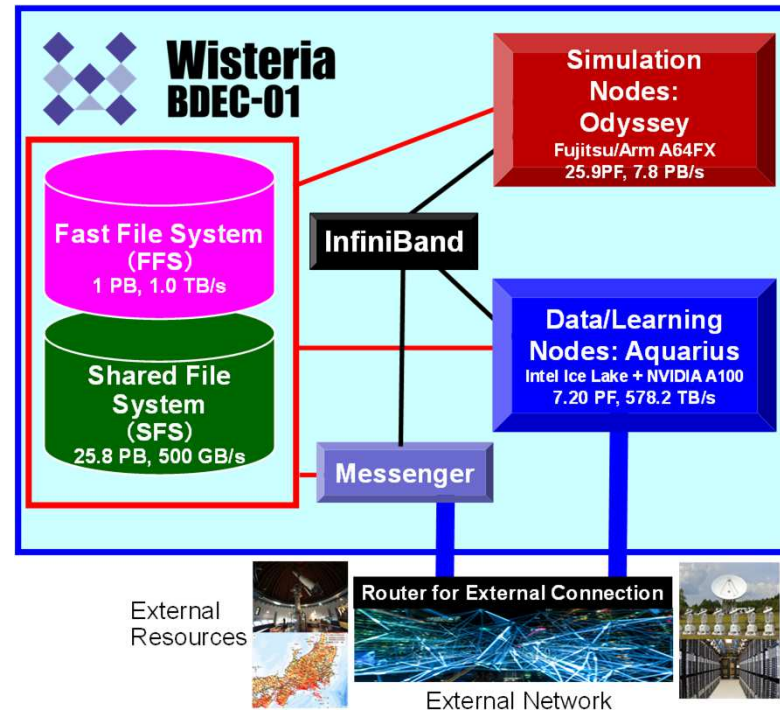 Wisteria
BDEC-01
Simulation
Nodes:
Odyssey
Fujitsu/Arm A64FX
25.9PF, 7.8 PB/s
Fast File System
(FFS)
1 PB, 1.0 TB/s
InfiniBand
Data/Learning
Nodes: Aquarius
Intel Ice Lake + NVIDIA A100
7.20 PF, 578.2 TB/s
Shared File
System
(SFS)
25.8 PB, 500 GB/s
Messenger
External
Resources
Router for External Connection
External Network